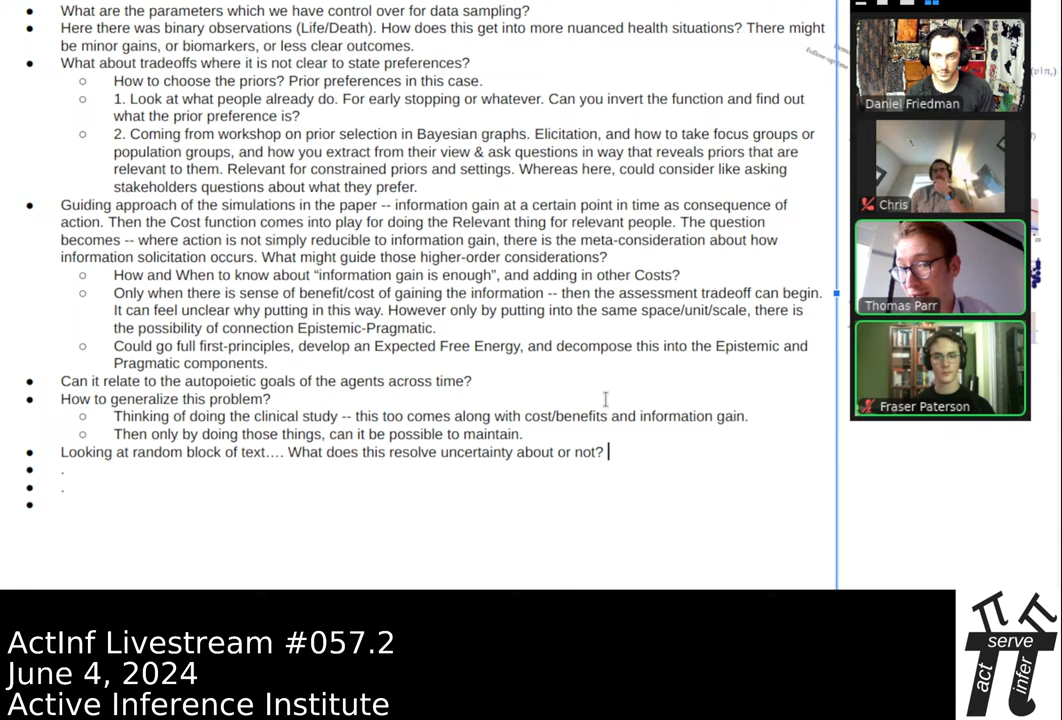 What are the parameters which we have control over for data sampling?
Here there was binary observations (Life/Death). How does this get into more nuanced health situations? There might
be minor gains, or biomarkers, or less clear outcomes.
What about tradeoffs where it is not clear to state preferences?
How to choose the priors? Prior preferences in this case.
1. Look at what people already do. For early stopping or whatever. Can you invert the function and find out
what the prior preference is?
2. Coming from workshop on prior selection in Bayesian graphs. Elicitation, and how to take focus groups or
population groups, and how you extract from their view & ask questions in way that reveals priors that are
relevant to them. Relevant for constrained priors and settings. Whereas here, could consider like asking
stakeholders questions about what they prefer.
Guiding approach of the simulations in the paper -- information gain at a certain point in time as consequence of
action. Then the Cost function comes into play for doing the Relevant thing for relevant people. The question
becomes -- where action is not simply reducible to information gain, there is the meta-consideration about how
information solicitation occurs. What might guide those higher-order considerations?
How and When to know about “information gain is enough”, and adding in other Costs?
Only when there is sense of benefit/cost of gaining the information -- then the assessment tradeoff can begin.
It can feel unclear why putting in this way. However only by putting into the same space/unit/scale, there is
the possibility of connection Epistemic-Pragmatic.
Could go full first-principles, develop an Expected Free Energy, and decompose this into the Epistemic and
Pragmatic components.
Can it relate to the autopoietic goals of the agents across time?
How to generalize this problem?
Thinking of doing the clinical study -- this too comes along with cost/benefits and information gain.
Then only by doing those things, can it be possible to maintain.
Looking at random block of text…. What does this resolve uncertainty about or not?
.
.
Follow-up time
Daniel Friedman
Chris
Thomas Parr
Fraser Paterson
ActInf Livestream #057.2
June 4, 2024
Active Inference Institute
serve
act
infer